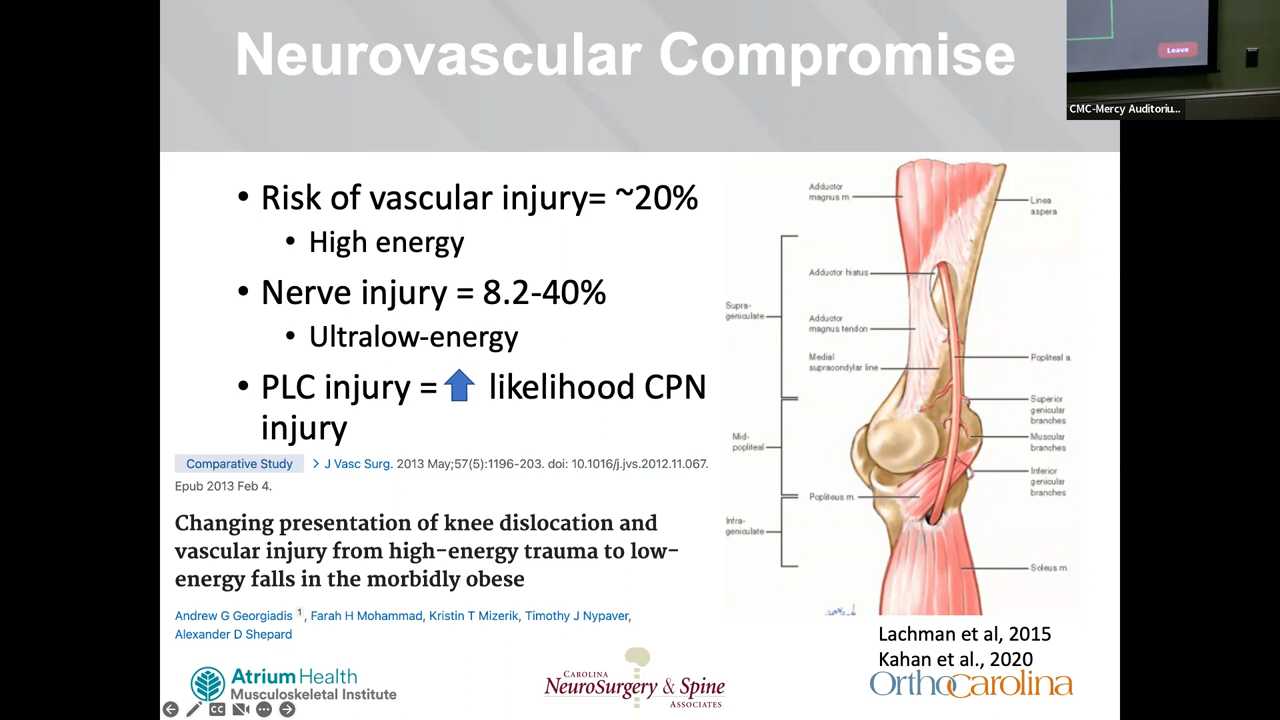 Neurovascular Compromise
Leave
CMC-Mercy Auditoriu...
• Risk of vascular injury= ~20%
• High energy
• Nerve injury = 8.2-40%
• Ultralow-energy
• PLC injury = likelihood CPN
injury
Comparative Study > J Vasc Surg. 2013 May;57(5):1196-203. doi: 10.1016/j.jvs.2012.11.067.
Epub 2013 Feb 4.
Changing presentation of knee dislocation and
vascular injury from high-energy trauma to low-
energy falls in the morbidly obese
Andrew G Georgiadis 1, Farah H Mohammad, Kristin T Mizerik, Timothy J Nypaver,
Alexander D Shepard
Adductor
magnus m.
Linea
aspera
Adductor hiatus
Supra-
geniculate
Adductor
magnus tendon
Medial
supracondylar line
Popliteal a.
Superior
genicular
branches
Mid-
popliteal
Muscular
branches
Inferior
genicular
branches
Popliteus m.
Infra-
geniculate
Soleus m.
Lachman et al, 2015
Kahan et al., 2020
Atrium Health
Musculoskeletal Institute
CAROLINA
NEUROSURGERY & SPINE
ASSOCIATES
OrthoCarolina
CC